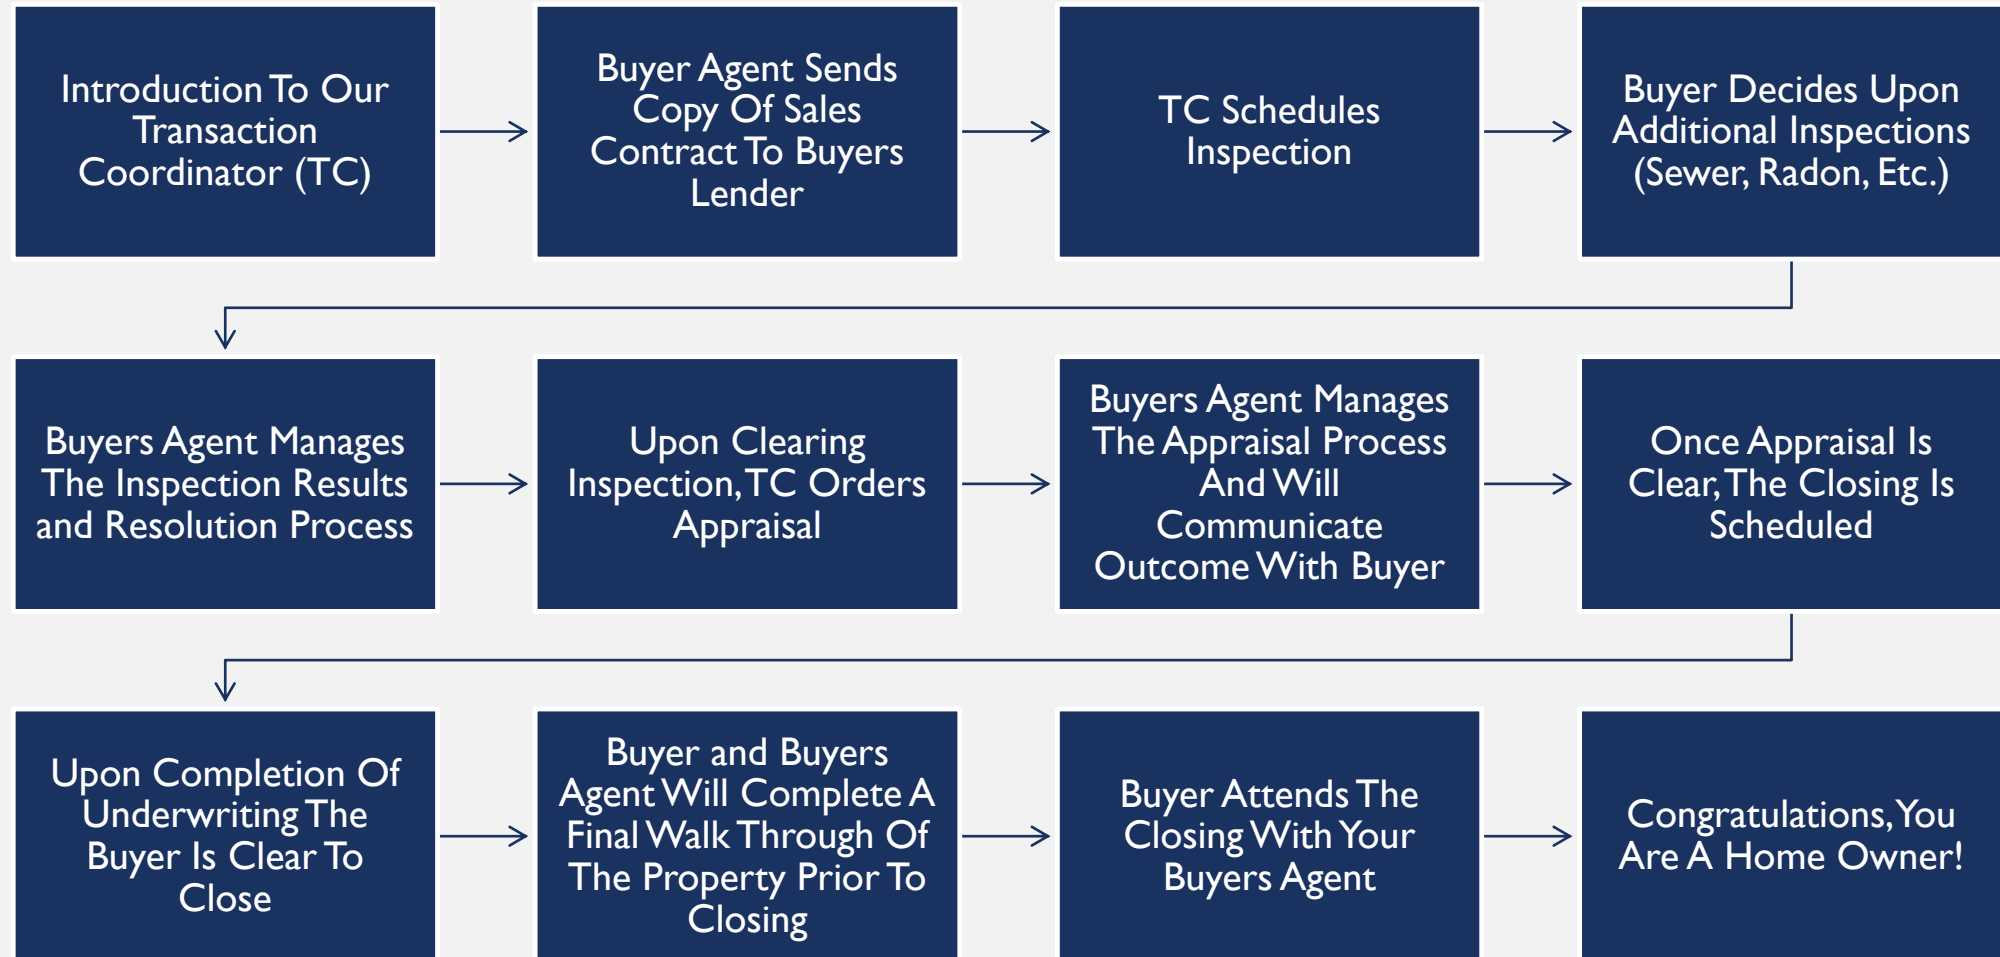 Introduction To Our
Transaction
Coordinator (TC)
Buyer Agent Sends
Copy Of Sales
Contract To Buyers
Lender
TC Schedules
Inspection
Buyer Decides Upon
Additional Inspections
(Sewer, Radon, Etc.)
Buyers Agent Manages
The Inspection Results
and Resolution Process
Upon Clearing
Inspection, TC Orders
Appraisal
Buyers Agent Manages
The Appraisal Process
And Will
Communicate
Outcome With Buyer
Once Appraisal Is
Clear, The Closing Is
Scheduled
Upon Completion Of
Underwriting The
Buyer Is Clear To
Close
Buyer and Buyers
Agent Will Complete A
Final Walk Through Of
The Property Prior To
Closing
Buyer Attends The
Closing With Your
Buyers Agent
Congratulations, You
Are A Home Owner!